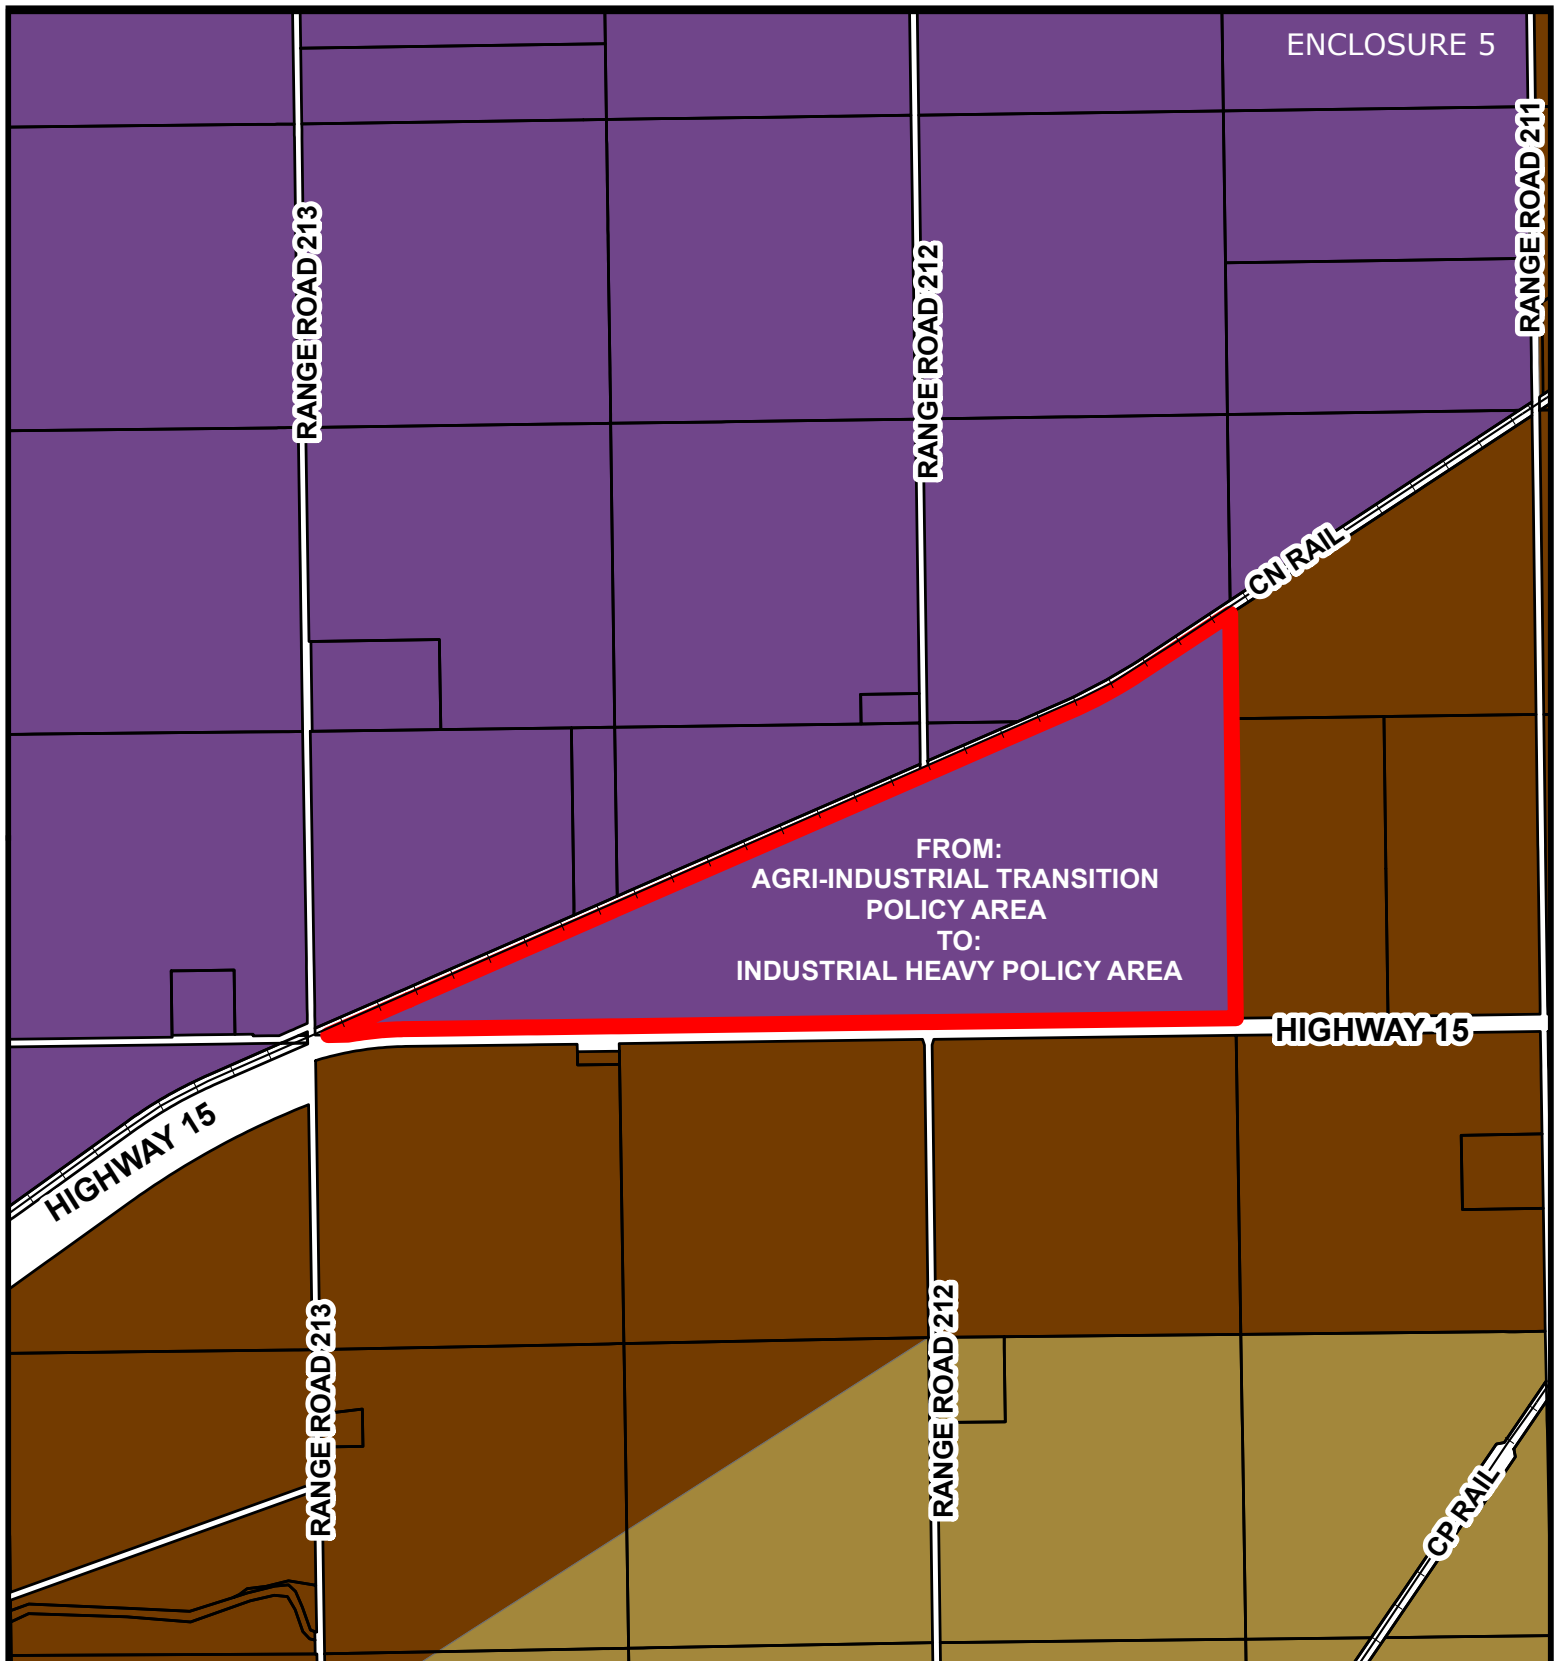 ENCLOSURE 5
RANGE ROAD 211
RANGE ROAD 213
RANGE ROAD 212
CN RAIL
FROM:
AGRI-INDUSTRIAL TRANSITION
POLICY AREA
TO:
INDUSTRIAL HEAVY POLICY AREA
HIGHWAY 15
HIGHWAY 15
RANGE ROAD 213
RANGE ROAD 212
CP RAIL